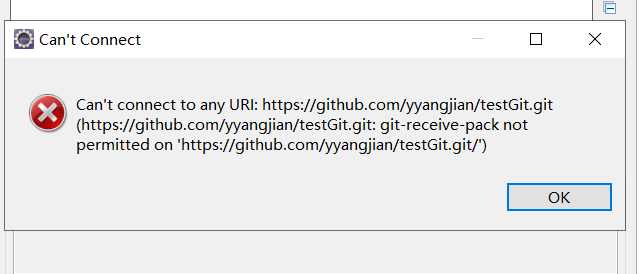 Can't Connect
Can't connect to any URI: https://github.com/yyangjian/testGit.git
(https://github.com/yyangjian/testGit.git: git-receive-pack not
permitted on 'https://github.com/yyangjian/testGit.git/')
OK